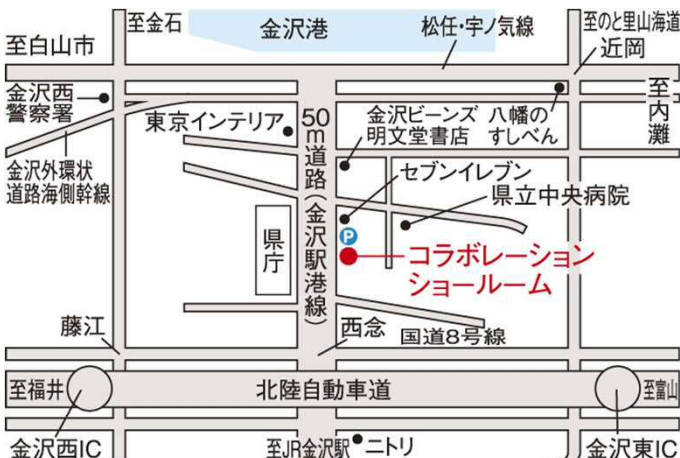 至金石
金沢港
松任・宇ノ気線
至のと里山海道
至白山市
近岡
金沢西
警察署
至内灘
東京インテリア
50m道路(金沢駅港線)
金沢ビーンズ
明文堂書店
八幡の
すしべん
金沢外環状
道路海側幹線
セブンイレブン
県立中央病院
P
県庁
コラボレーション
ショールーム
藤江
西念
国道8号線
至福井
北陸自動車道
至富山
金沢西IC
至JR金沢駅
ニトリ
金沢東IC